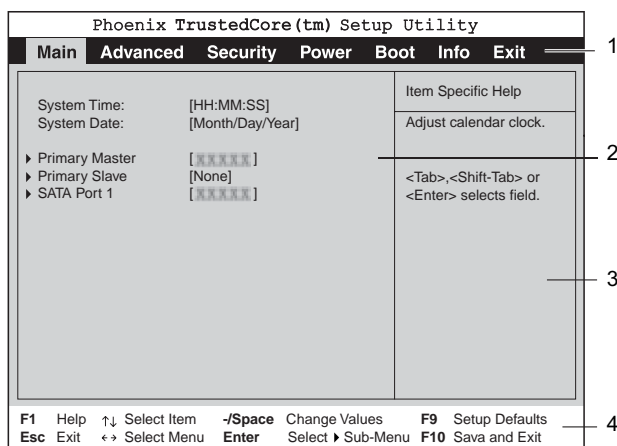 Phoenix TrustedCore(tm) Setup Utility
Main Advanced Security Power Boot Info Exit
1
System Time: [HH:MM:SS]
System Date: [Month/Day/Year]
Primary Master [XXXXX]
Primary Slave [None]
SATA Port 1 [XXXXX]
2
Item Specific Help
Adjust calendar clock.
<Tab>,<Shift-Tab> or
<Enter> selects field.
3
F1 Help ↑↓ Select Item -/Space Change Values F9 Setup Defaults
Esc Exit ←→ Select Menu Enter Select ▶ Sub-Menu F10 Sava and Exit
4